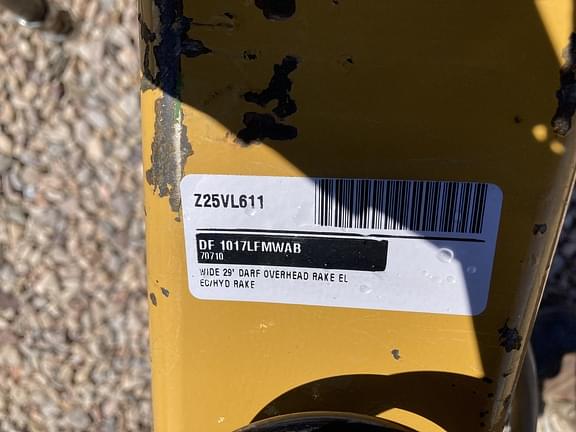 Z25VL611
DF 1017LFMWAB
70710
WIDE 29' DARF OVERHEAD RAKE EL
EC/HYD RAKE